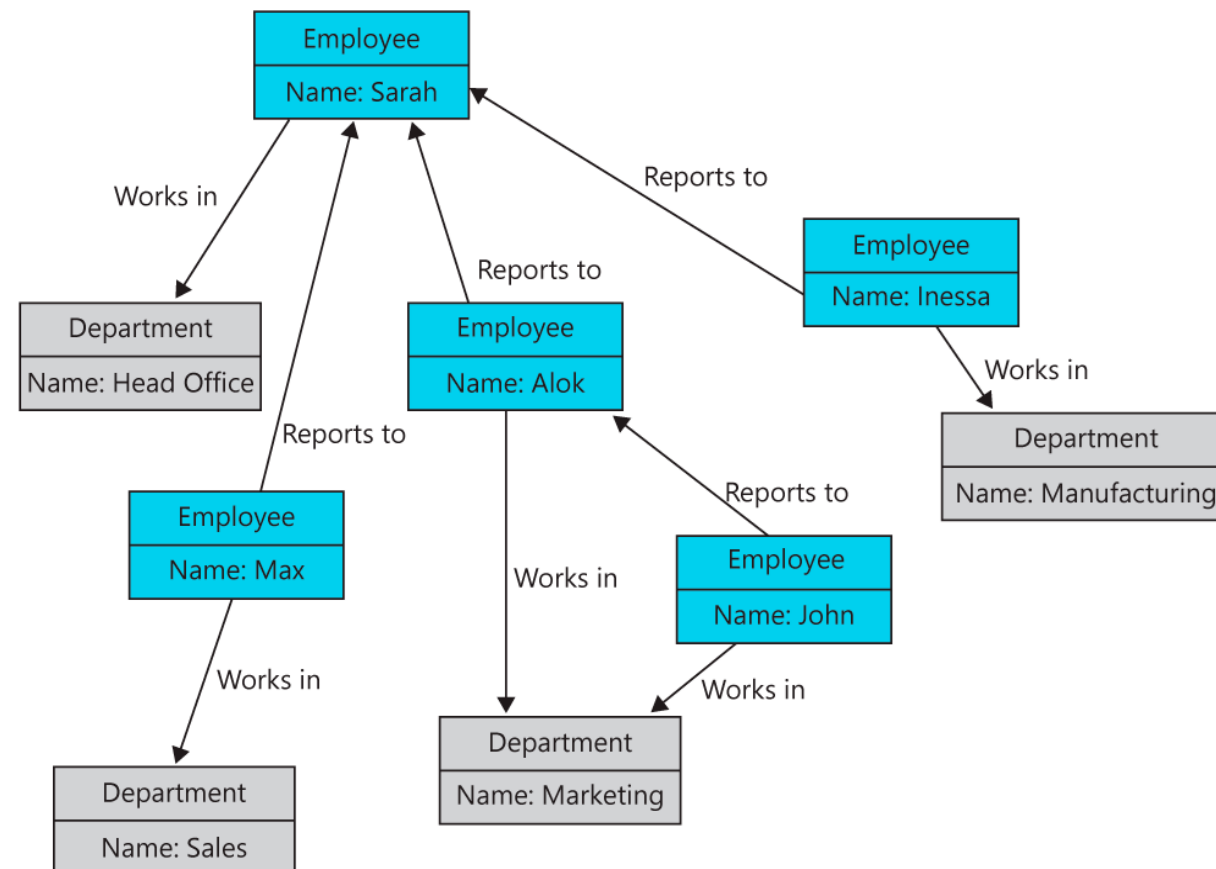 Employee
Name: Sarah
Works in
Reports to
Employee
Name: Inessa
Reports to
Department
Name: Head Office
Employee
Name: Alok
Works in
Department
Name: Manufacturing
Reports to
Employee
Name: Max
Reports to
Employee
Name: John
Works in
Works in
Works in
Department
Name: Marketing
Department
Name: Sales